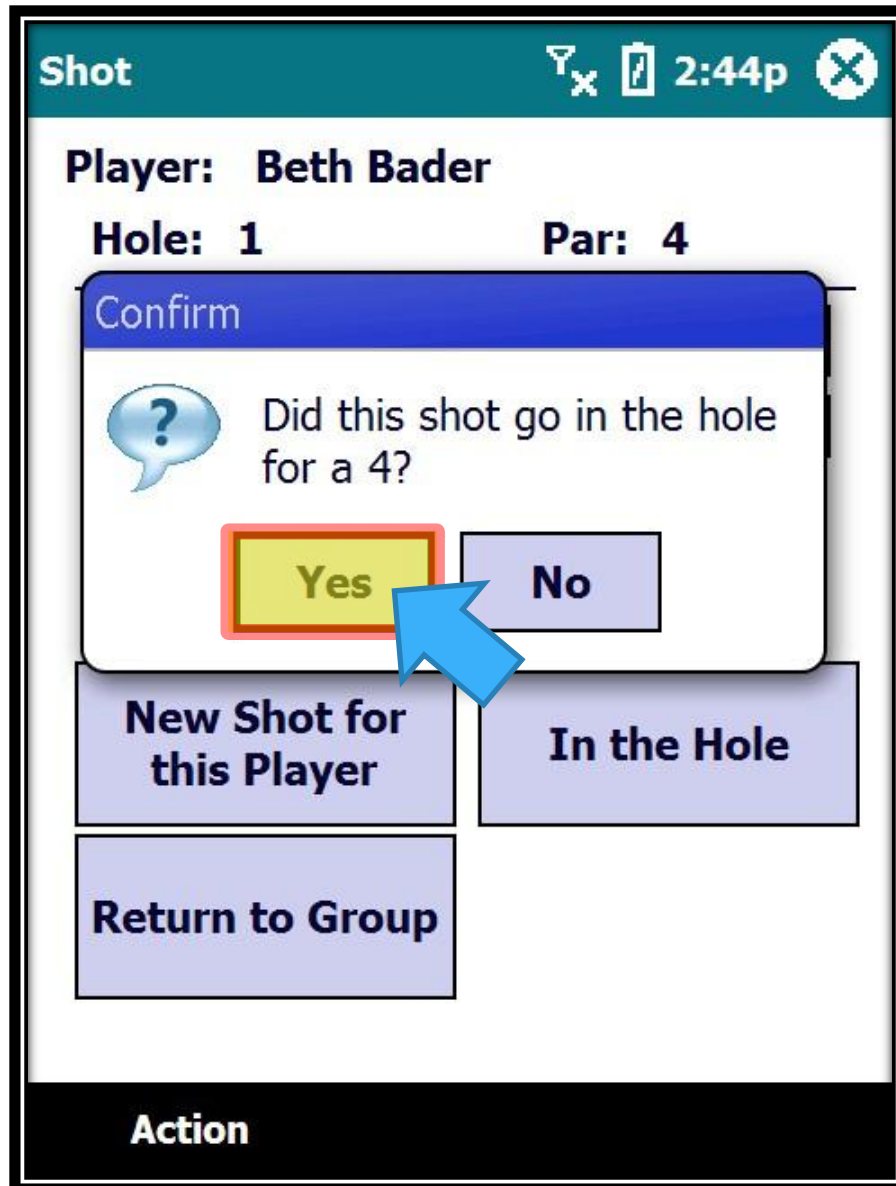 Shot 2:44p
Player: Beth Bader
Hole: 1 Par: 4
Confirm
?
Did this shot go in the hole
for a 4?
Yes No
New Shot for
this Player
In the Hole
Return to Group
Action